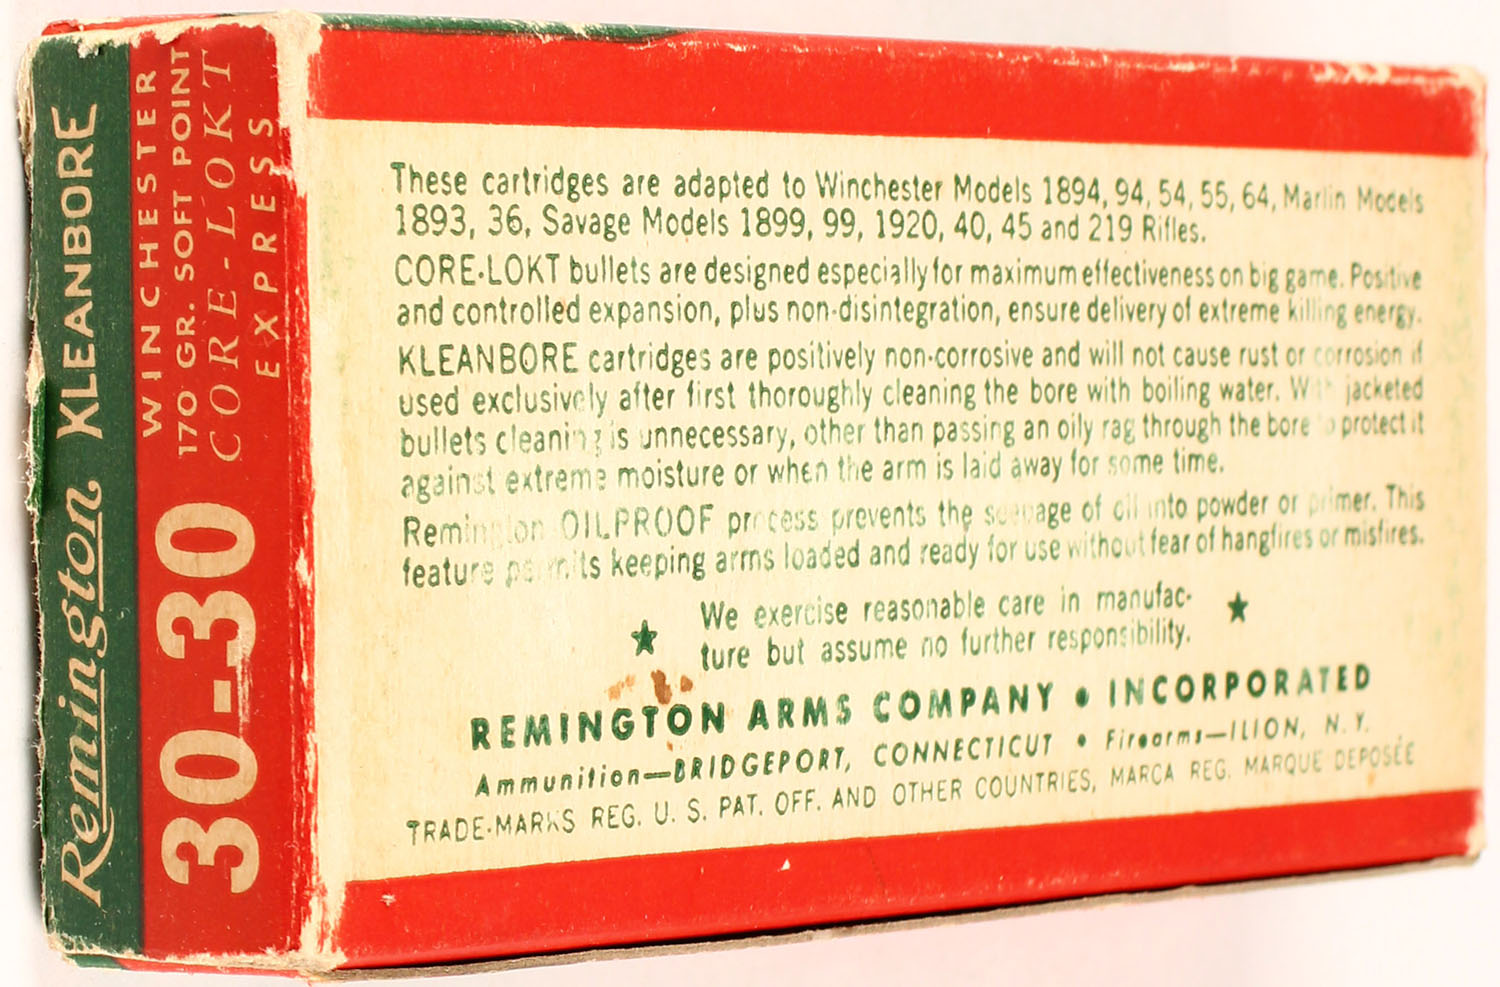 Remington KLEANBORE
30-30
WINCHESTER
170 GR. SOFT POINT
CORE-LOKT
EXPRESS
These cartridges are adapted to Winchester Models 1894, 94, 54, 55, 64, Marlin Models
1893, 36, Savage Models 1899, 99, 1920, 40, 45 and 219 Rifles.
CORE-LOKT bullets are designed especially for maximum effectiveness on big game. Positive
and controlled expansion, plus non-disintegration, ensure delivery of extreme killing energy.
KLEANBORE cartridges are positively non-corrosive and will not cause rust or corrosion if
used exclusively after first thoroughly cleaning the bore with boiling water. With jacketed
bullets cleaning is unnecessary, other than passing an oily rag through the bore to protect it
against extreme moisture or when the arm is laid away for some time.
Remington OILPROOF process prevents the seepage of oil into powder or primer. This
feature permits keeping arms loaded and ready for use without fear of hangfires or misfires.
We exercise reasonable care in manufac-
ture but assume no further responsibility.
REMINGTON ARMS COMPANY • INCORPORATED
Ammunition—BRIDGEPORT, CONNECTICUT • Firearms—ILION, N. Y.
TRADE-MARKS REG. U. S. PAT. OFF. AND OTHER COUNTRIES, MARCA REG. MARQUE DEPOSÉE